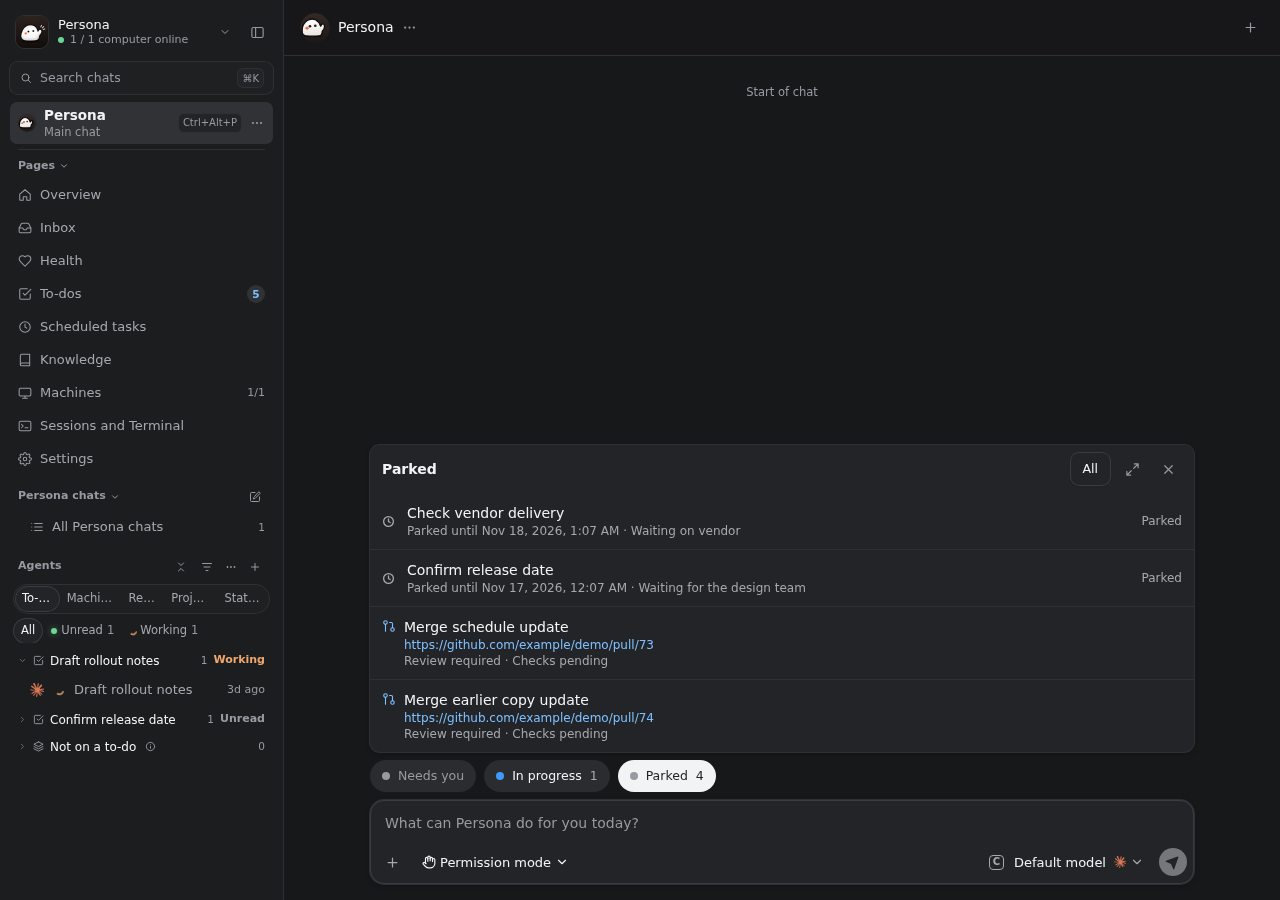 Persona
1 / 1 computer online
Search chats
⌘K
Persona
Main chat
Ctrl+Alt+P
Pages
Overview
Inbox
Health
To-dos
5
Scheduled tasks
Knowledge
Machines
1/1
Sessions and Terminal
Settings
Persona chats
All Persona chats
1
Agents
To-... Machi... Re... Proj... Stat...
All Unread 1 Working 1
Draft rollout notes 1 Working
Draft rollout notes 3d ago
Confirm release date 1 Unread
Not on a to-do 0
Persona
Start of chat
Parked
All
Check vendor delivery
Parked until Nov 18, 2026, 1:07 AM · Waiting on vendor
Parked
Confirm release date
Parked until Nov 17, 2026, 12:07 AM · Waiting for the design team
Parked
Merge schedule update
https://github.com/example/demo/pull/73
Review required · Checks pending
Merge earlier copy update
https://github.com/example/demo/pull/74
Review required · Checks pending
Needs you
In progress 1
Parked 4
What can Persona do for you today?
Permission mode
C Default model